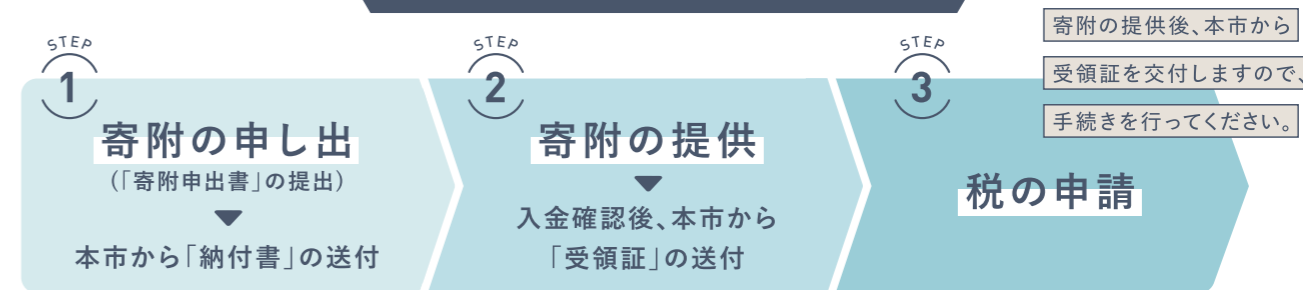 STEP
1
寄附の申し出
(「寄附申出書」の提出)
本市から「納付書」の送付
STEP
2
寄附の提供
入金確認後、本市から
「受領証」の送付
STEP
3
寄附の提供後、本市から
受領証を交付しますので、
手続きを行ってください。
税の申請